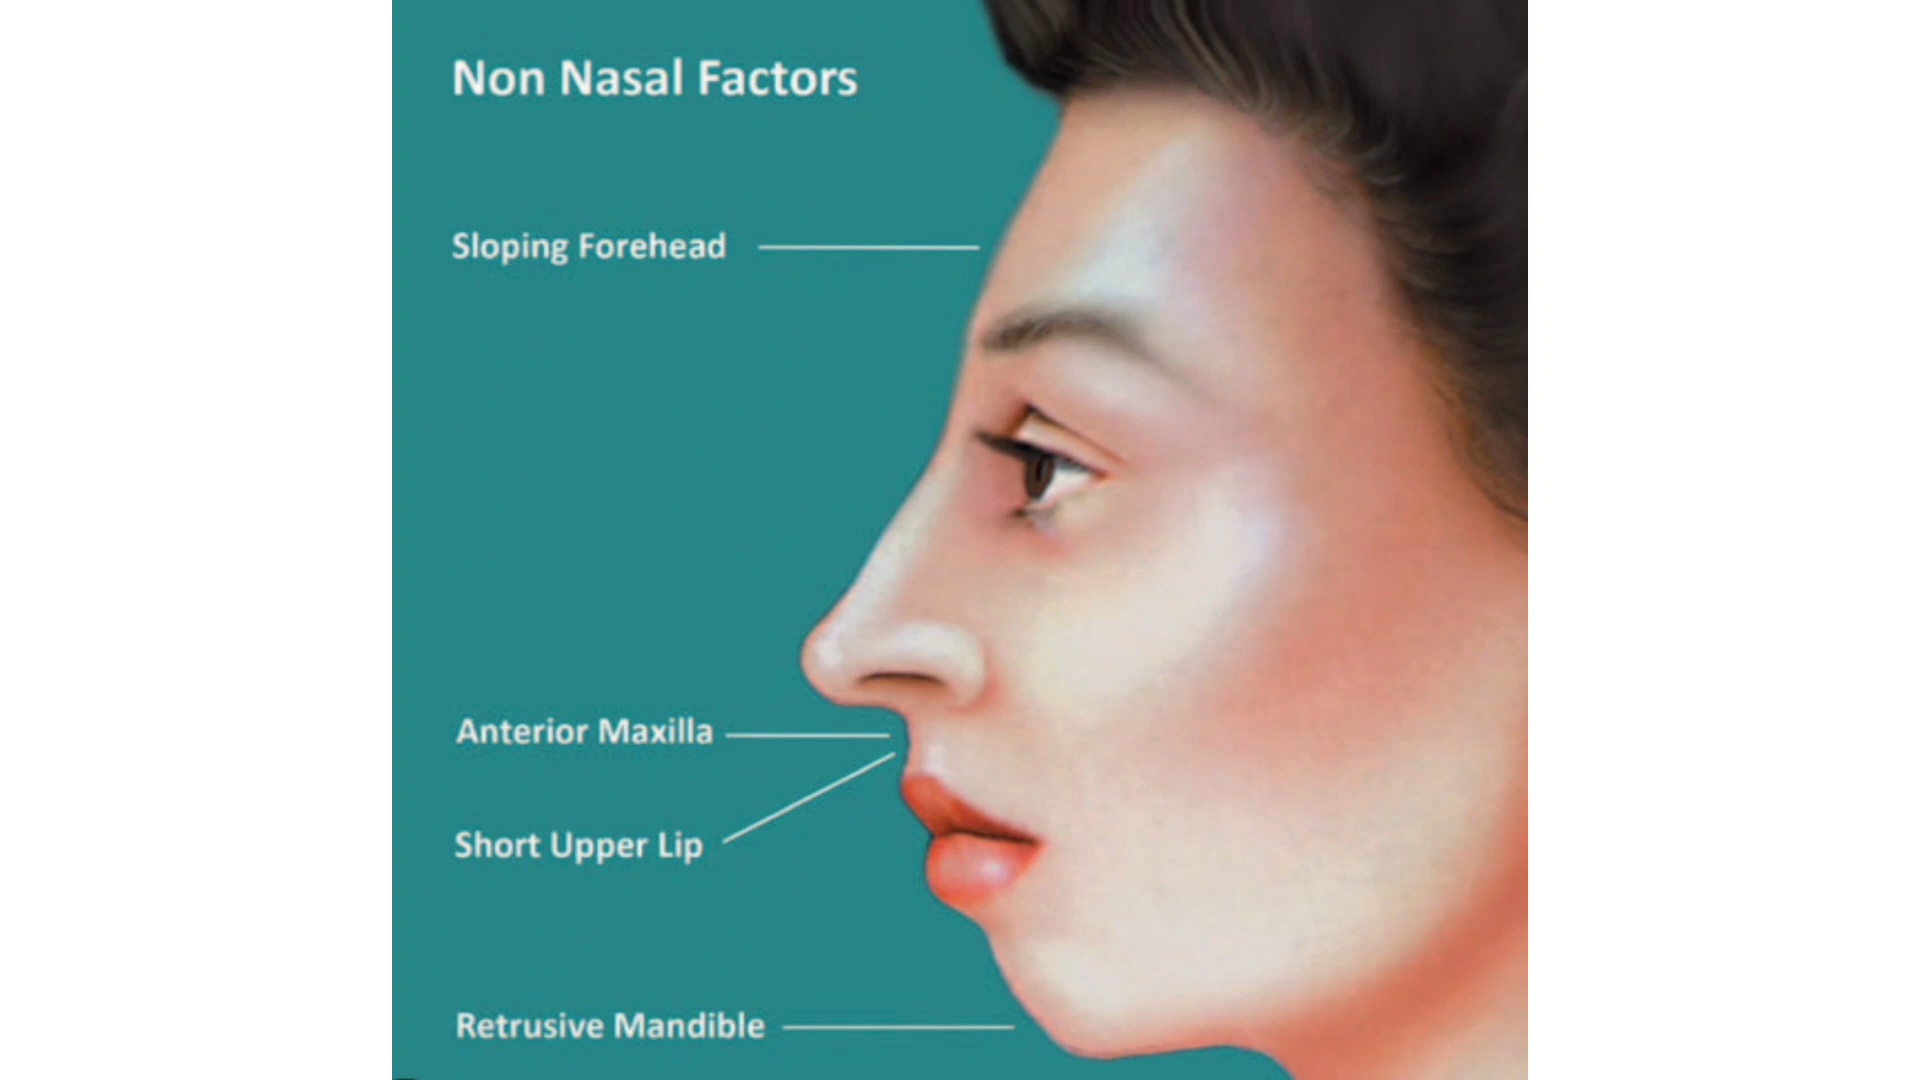 Non Nasal Factors
Sloping Forehead
Anterior Maxilla
Short Upper Lip
Retrusive Mandible